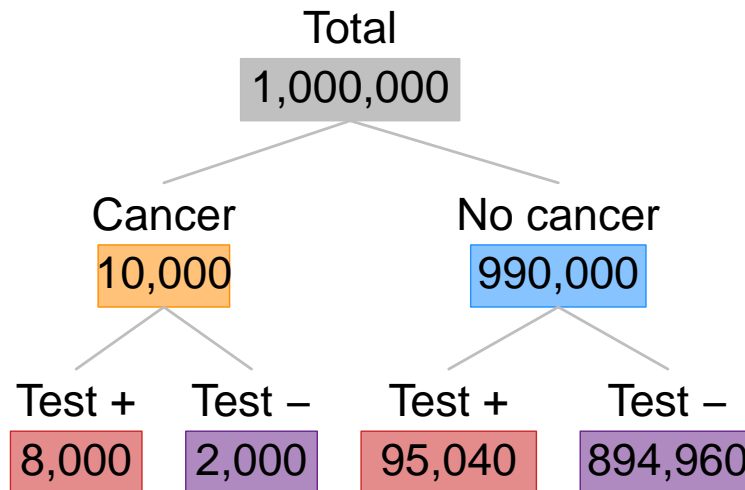 Total
1,000,000
Cancer
No cancer
10,000
990,000
Test +
Test –
Test +
Test –
8,000
2,000
95,040
894,960